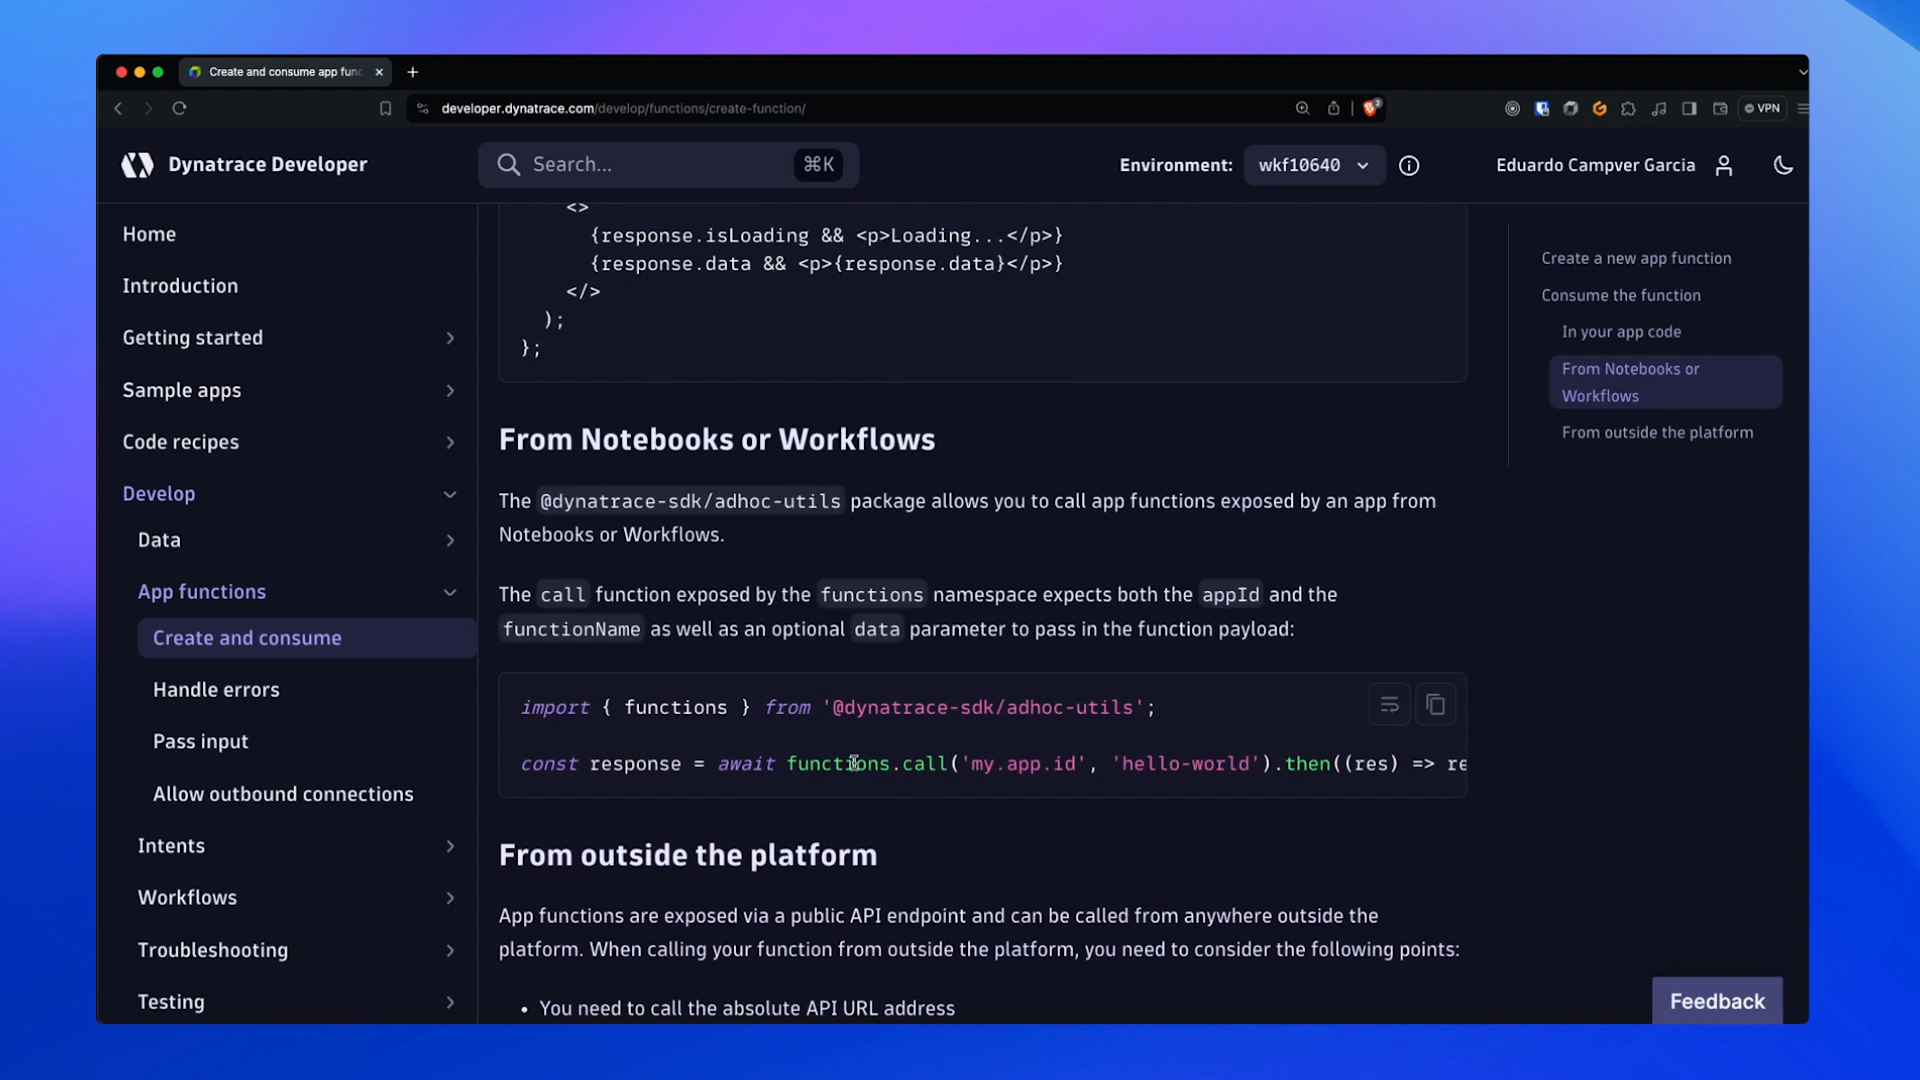 Create and consume app func
developer.dynatrace.com/develop/functions/create-function/
2
VPN
Dynatrace Developer
Search...
⌘K
Environment:
wkf10640
Eduardo Campver Garcia
Home
Introduction
Getting started
Sample apps
Code recipes
Develop
Data
App functions
Create and consume
Handle errors
Pass input
Allow outbound connections
Intents
Workflows
Troubleshooting
Testing
<>
{response.isLoading && <p>Loading...</p>}
{response.data && <p>{response.data}</p>}
</>
);
};
From Notebooks or Workflows
The @dynatrace-sdk/adhoc-utils package allows you to call app functions exposed by an app from
Notebooks or Workflows.
The call function exposed by the functions namespace expects both the appId and the
functionName as well as an optional data parameter to pass in the function payload:
import { functions } from '@dynatrace-sdk/adhoc-utils';
const response = await functions.call('my.app.id', 'hello-world').then((res) => re
From outside the platform
App functions are exposed via a public API endpoint and can be called from anywhere outside the
platform. When calling your function from outside the platform, you need to consider the following points:
• You need to call the absolute API URL address
Create a new app function
Consume the function
In your app code
From Notebooks or
Workflows
From outside the platform
Feedback